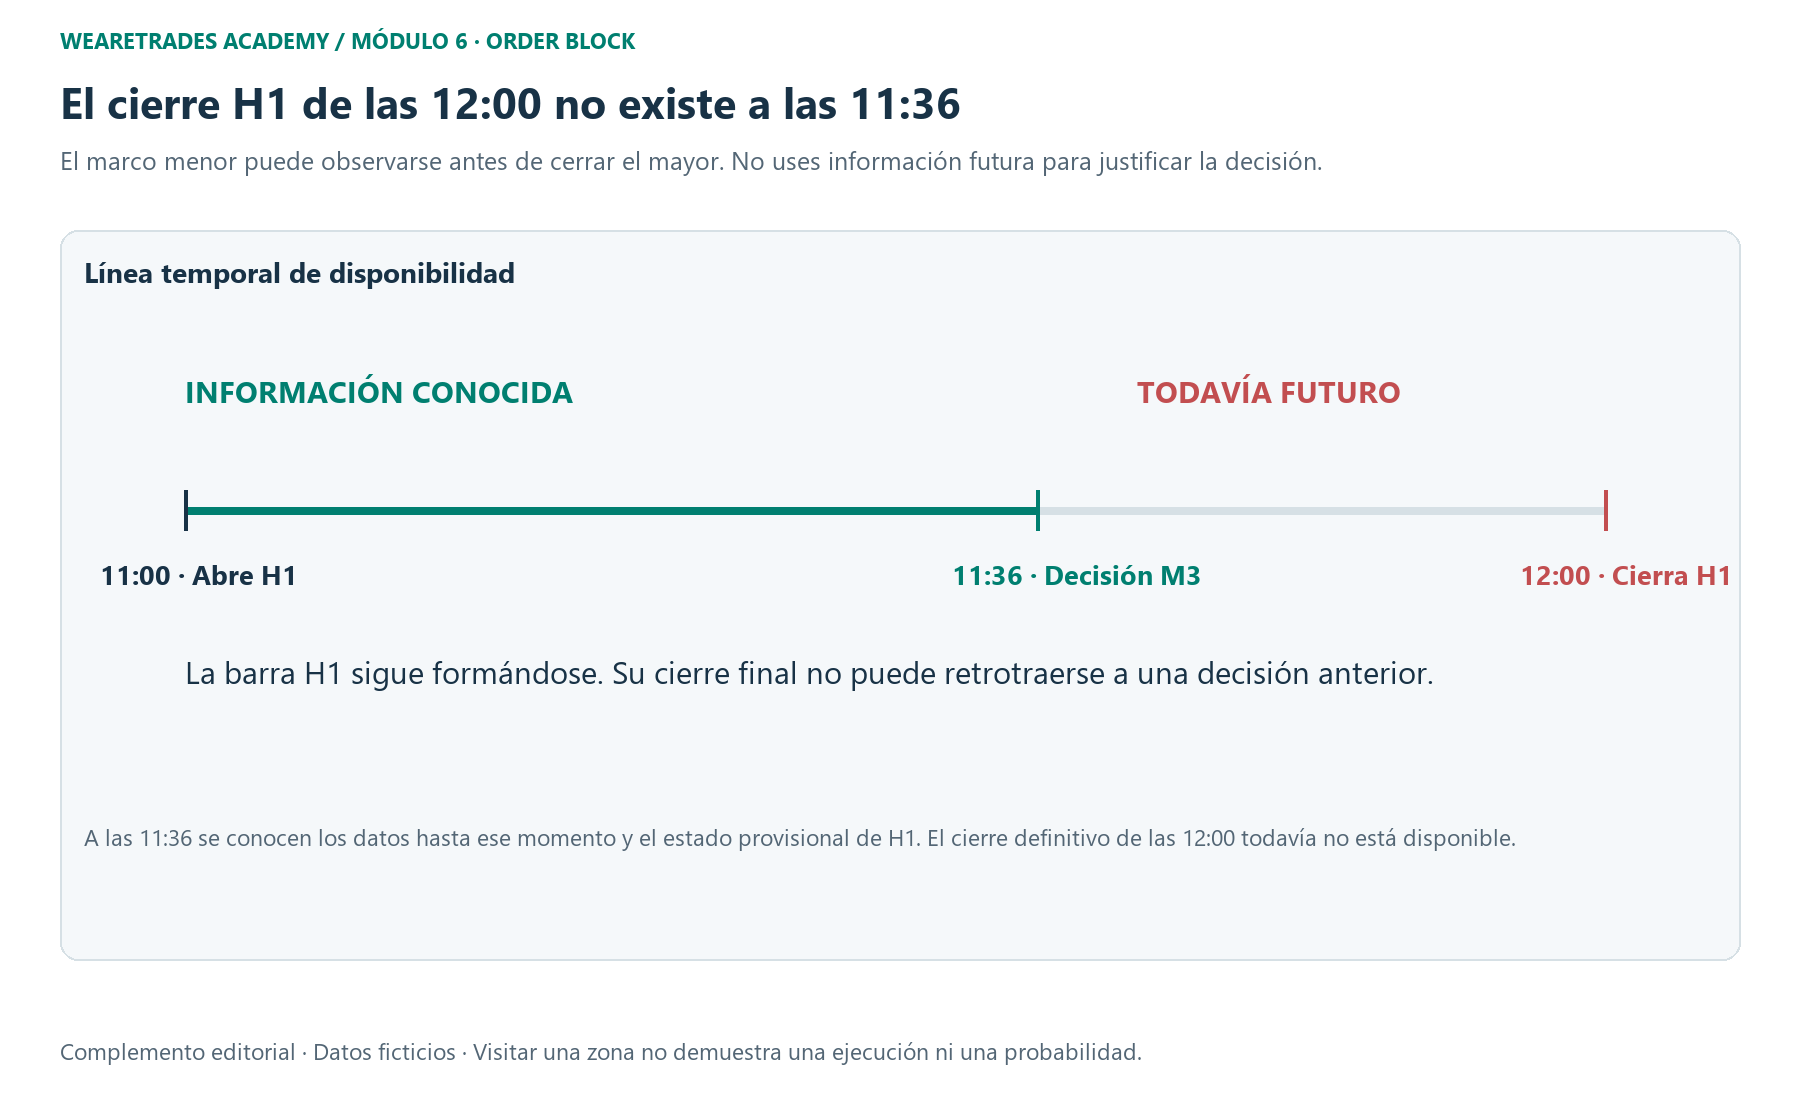 WEARETRADES ACADEMY / MÓDULO 6 · ORDER BLOCK
El cierre H1 de las 12:00 no existe a las 11:36
El marco menor puede observarse antes de cerrar el mayor. No uses información futura para justificar la decisión.
Línea temporal de disponibilidad
INFORMACIÓN CONOCIDA
TODAVÍA FUTURO
11:00 · Abre H1
11:36 · Decisión M3
12:00 · Cierra H1
La barra H1 sigue formándose. Su cierre final no puede retrotraerse a una decisión anterior.
A las 11:36 se conocen los datos hasta ese momento y el estado provisional de H1. El cierre definitivo de las 12:00 todavía no está disponible.
Complemento editorial · Datos ficticios · Visitar una zona no demuestra una ejecución ni una probabilidad.